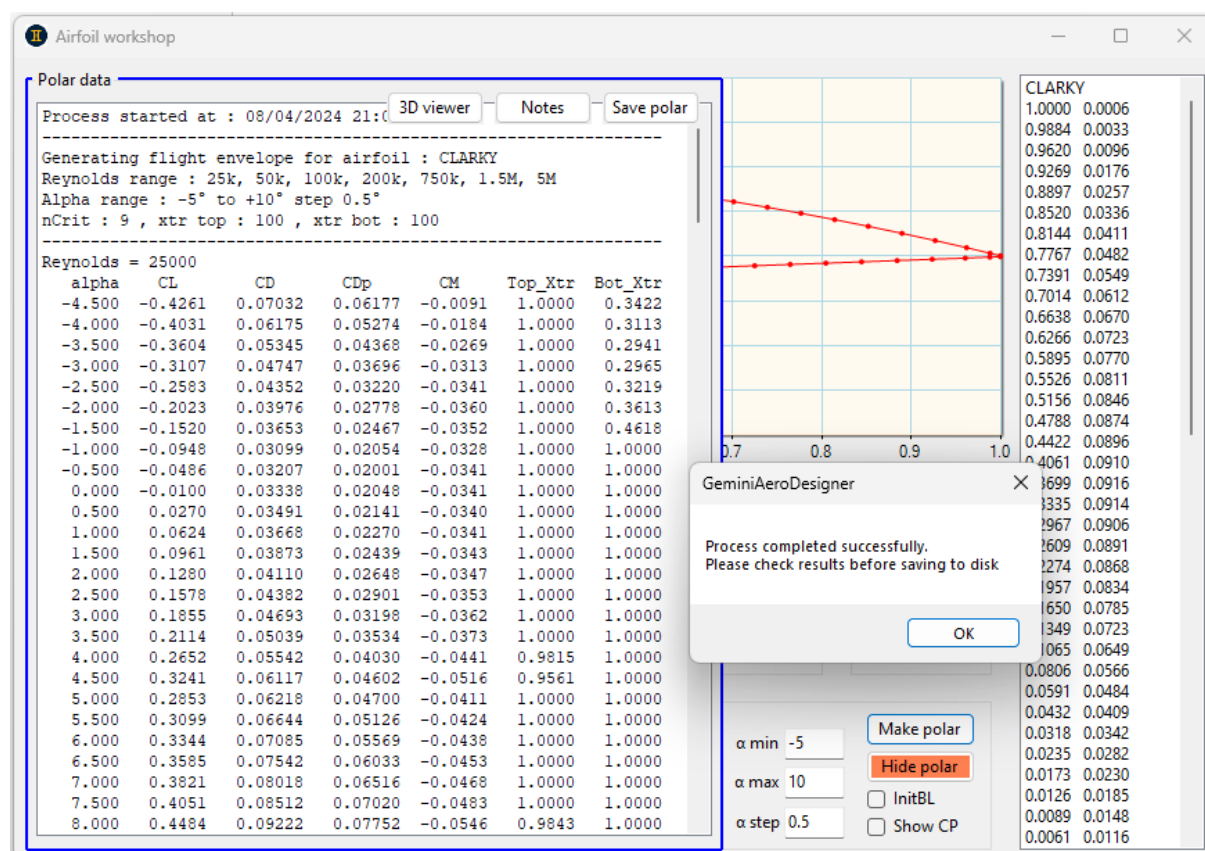 Airfoil workshop
Polar data
3D viewer
Notes
Save polar
Process started at : 08/04/2024 21:0
Generating flight envelope for airfoil : CLARKY
Reynolds range : 25k, 50k, 100k, 200k, 750k, 1.5M, 5M
Alpha range : -5° to +10° step 0.5°
nCrit : 9 , xtr top : 100 , xtr bot : 100
Reynolds = 25000
alpha CL CD CDp CM Top_Xtr Bot_Xtr
-4.500 -0.4261 0.07032 0.06177 -0.0091 1.0000 0.3422
-4.000 -0.4031 0.06175 0.05274 -0.0184 1.0000 0.3113
-3.500 -0.3604 0.05345 0.04368 -0.0269 1.0000 0.2941
-3.000 -0.3107 0.04747 0.03696 -0.0313 1.0000 0.2965
-2.500 -0.2583 0.04352 0.03220 -0.0341 1.0000 0.3219
-2.000 -0.2023 0.03976 0.02778 -0.0360 1.0000 0.3613
-1.500 -0.1520 0.03653 0.02467 -0.0352 1.0000 0.4618
-1.000 -0.0948 0.03099 0.02054 -0.0328 1.0000 1.0000
-0.500 -0.0486 0.03207 0.02001 -0.0341 1.0000 1.0000
0.000 -0.0100 0.03338 0.02048 -0.0341 1.0000 1.0000
0.500 0.0270 0.03491 0.02141 -0.0340 1.0000 1.0000
1.000 0.0624 0.03668 0.02270 -0.0341 1.0000 1.0000
1.500 0.0961 0.03873 0.02439 -0.0343 1.0000 1.0000
2.000 0.1280 0.04110 0.02648 -0.0347 1.0000 1.0000
2.500 0.1578 0.04382 0.02901 -0.0353 1.0000 1.0000
3.000 0.1855 0.04693 0.03198 -0.0362 1.0000 1.0000
3.500 0.2114 0.05039 0.03534 -0.0373 1.0000 1.0000
4.000 0.2652 0.05542 0.04030 -0.0441 0.9815 1.0000
4.500 0.3241 0.06117 0.04602 -0.0516 0.9561 1.0000
5.000 0.2853 0.06218 0.04700 -0.0411 1.0000 1.0000
5.500 0.3099 0.06644 0.05126 -0.0424 1.0000 1.0000
6.000 0.3344 0.07085 0.05569 -0.0438 1.0000 1.0000
6.500 0.3585 0.07542 0.06033 -0.0453 1.0000 1.0000
7.000 0.3821 0.08018 0.06516 -0.0468 1.0000 1.0000
7.500 0.4051 0.08512 0.07020 -0.0483 1.0000 1.0000
8.000 0.4484 0.09222 0.07752 -0.0546 0.9843 1.0000
0.7 0.8 0.9 1.0
GeminiAeroDesigner
Process completed successfully.
Please check results before saving to disk
OK
α min -5
α max 10
α step 0.5
Make polar
Hide polar
InitBL
Show CP
CLARKY
1.0000 0.0006
0.9884 0.0033
0.9620 0.0096
0.9269 0.0176
0.8897 0.0257
0.8520 0.0336
0.8144 0.0411
0.7767 0.0482
0.7391 0.0549
0.7014 0.0612
0.6638 0.0670
0.6266 0.0723
0.5895 0.0770
0.5526 0.0811
0.5156 0.0846
0.4788 0.0874
0.4422 0.0896
0.4061 0.0910
3699 0.0916
3335 0.0914
2967 0.0906
2609 0.0891
2274 0.0868
1957 0.0834
1650 0.0785
1349 0.0723
1065 0.0649
0.0806 0.0566
0.0591 0.0484
0.0432 0.0409
0.0318 0.0342
0.0235 0.0282
0.0173 0.0230
0.0126 0.0185
0.0089 0.0148
0.0061 0.0116